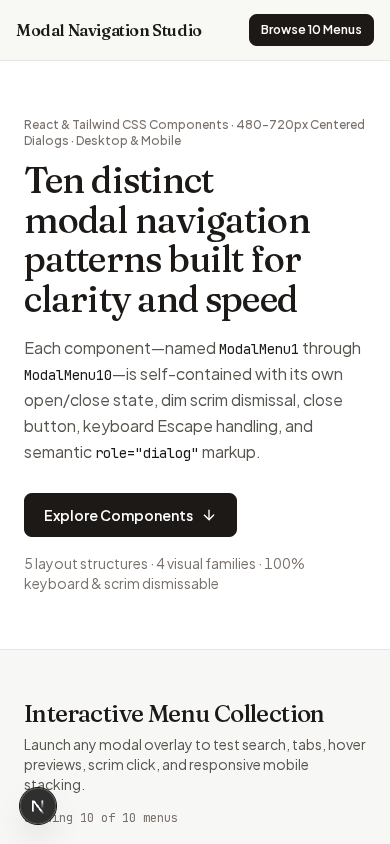 Modal Navigation Studio
Browse 10 Menus
React & Tailwind CSS Components · 480–720px Centered
Dialogs · Desktop & Mobile
Ten distinct
modal navigation
patterns built for
clarity and speed
Each component—named ModalMenu1 through
ModalMenu10—is self-contained with its own
open/close state, dim scrim dismissal, close
button, keyboard Escape handling, and
semantic role="dialog" markup.
Explore Components ↓
5 layout structures · 4 visual families · 100%
keyboard & scrim dismissable
Interactive Menu Collection
Launch any modal overlay to test search, tabs, hover
previews, scrim click, and responsive mobile
stacking.
10 of 10 menus
N